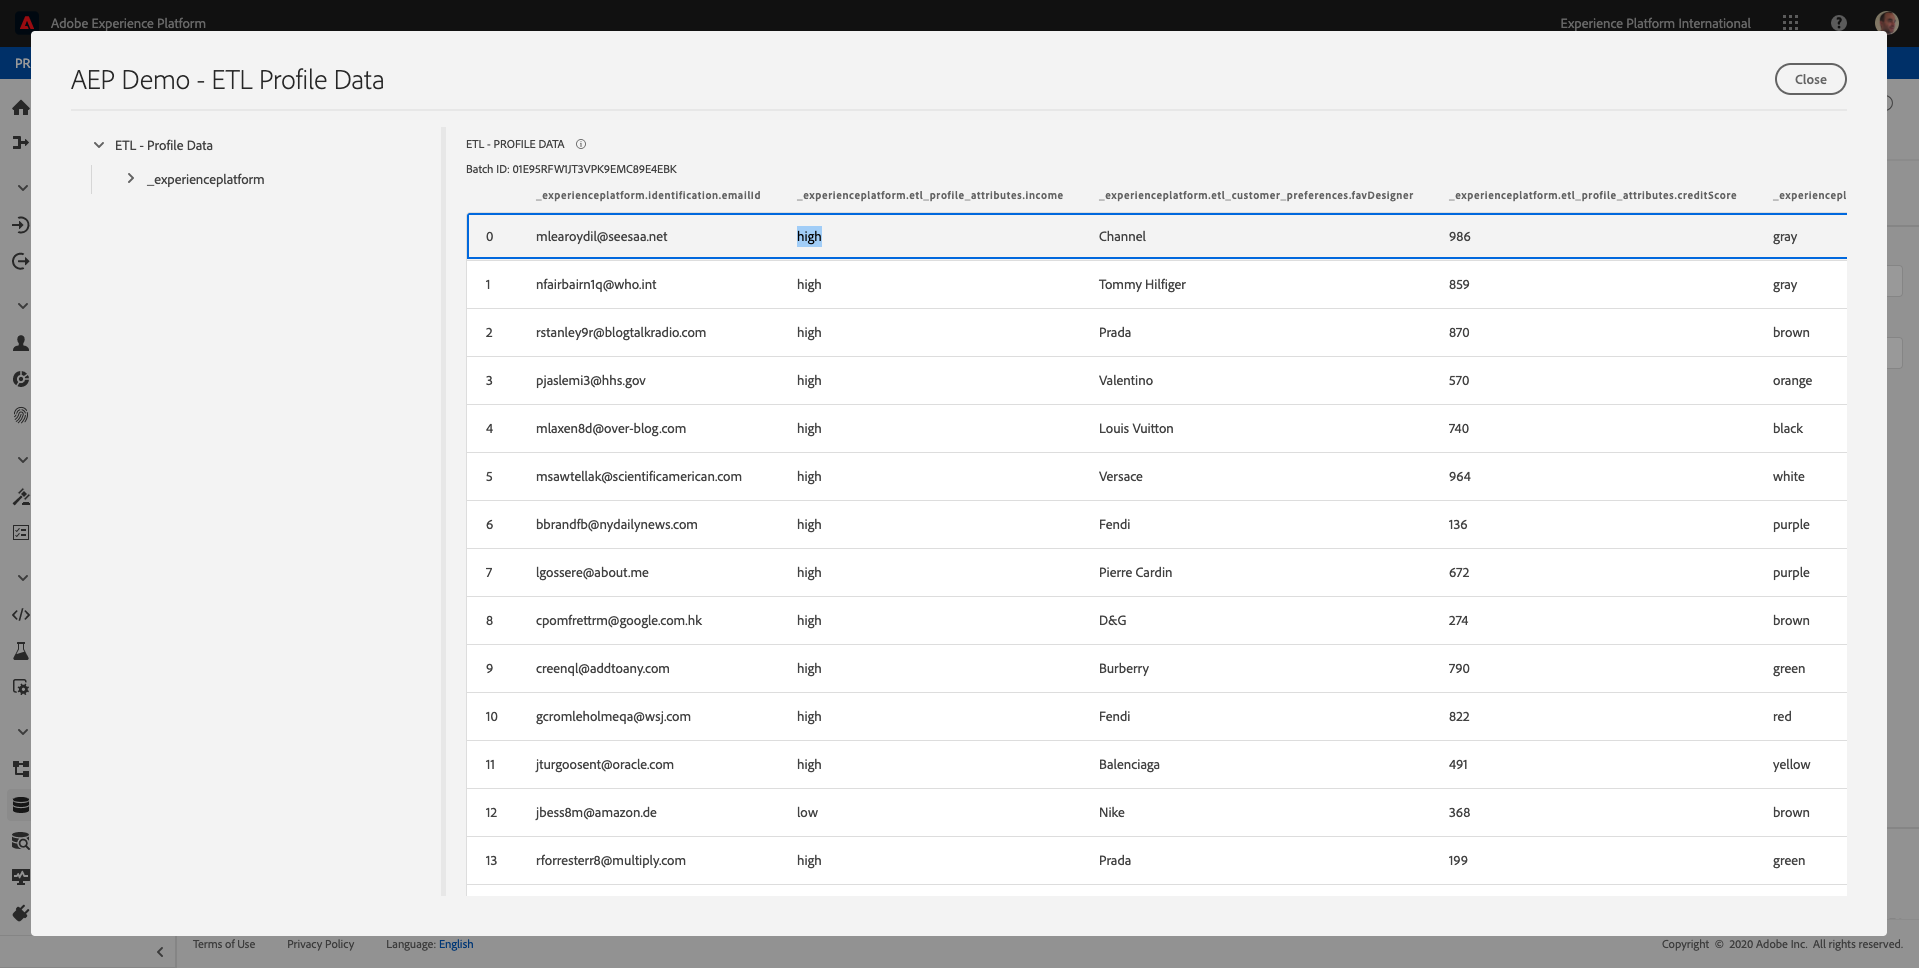 Adobe Experience Platform
Experience Platform International
PR
AEP Demo - ETL Profile Data
Close
ETL - Profile Data
_experienceplatform
ETL - PROFILE DATA
Batch ID: 01E95RFW1JT3VPK9EMC89E4EBK
_experienceplatform.identification.emailId _experienceplatform.etl_profile_attributes.income _experienceplatform.etl_customer_preferences.favDesigner _experienceplatform.etl_profile_attributes.creditScore _experiencepl
0 mlearoydil@seesaa.net high Channel 986 gray
1 nfairbairn1q@who.int high Tommy Hilfiger 859 gray
2 rstanley9r@blogtalkradio.com high Prada 870 brown
3 pjaslemi3@hhs.gov high Valentino 570 orange
4 mlaxen8d@over-blog.com high Louis Vuitton 740 black
5 msawtellak@scientificamerican.com high Versace 964 white
6 bbrandfb@nydailynews.com high Fendi 136 purple
7 lgossere@about.me high Pierre Cardin 672 purple
8 cpomfrettrm@google.com.hk high D&G 274 brown
9 creenql@addtoany.com high Burberry 790 green
10 gcromleholmeqa@wsj.com high Fendi 822 red
11 jturgoosent@oracle.com high Balenciaga 491 yellow
12 jbess8m@amazon.de low Nike 368 brown
13 rforresterr8@multiply.com high Prada 199 green
Terms of Use Privacy Policy Language: English
Copyright © 2020 Adobe Inc. All rights reserved.